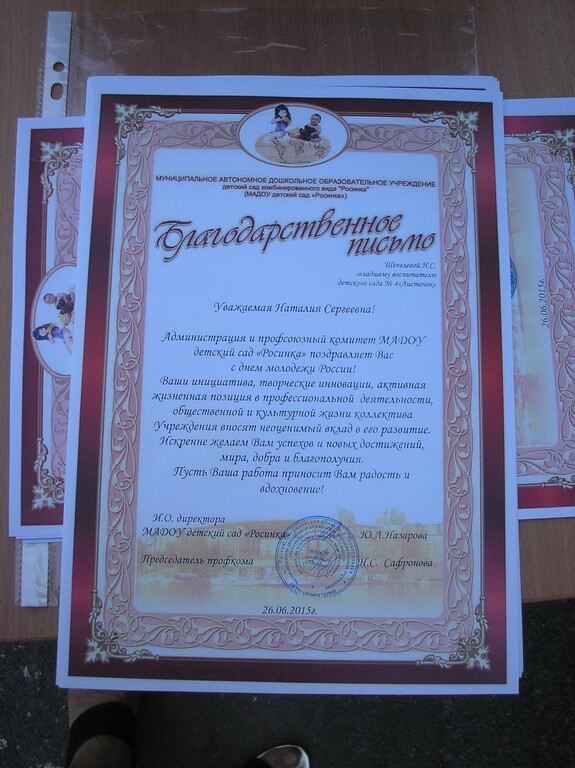 МУНИЦИПАЛЬНОЕ АВТОНОМНОЕ ДОШКОЛЬНОЕ ОБРАЗОВАТЕЛЬНОЕ УЧРЕЖДЕНИЕ
детский сад комбинированного вида "Росинка"
(МАДОУ детский сад «Росинка»)
Благодарственное
письмо
Шепелевой Н.С.
младшему воспитателю
детского сада № 4«Листенок»
Уважаемая Наталия Сергеевна!
Администрация и профсоюзный комитет МАДОУ
детский сад «Росинка» поздравляет Вас
с днем молодежи России!
Ваши инициатива, творческие инновации, активная
жизненная позиция в профессиональной деятельности,
общественной и культурной жизни коллектива
Учреждения вносят неоценимый вклад в его развитие.
Искренне желаем Вам успехов и новых достижений,
мира, добра и благополучия.
Пусть Ваша работа приносит Вам радость и
вдохновение!
И.О. директора
МАДОУ детский сад «Росинка» Ю.Л.Назарова
Председатель профкома Н.С. Сафронова
26.06.2015г.
26.06.2015г.